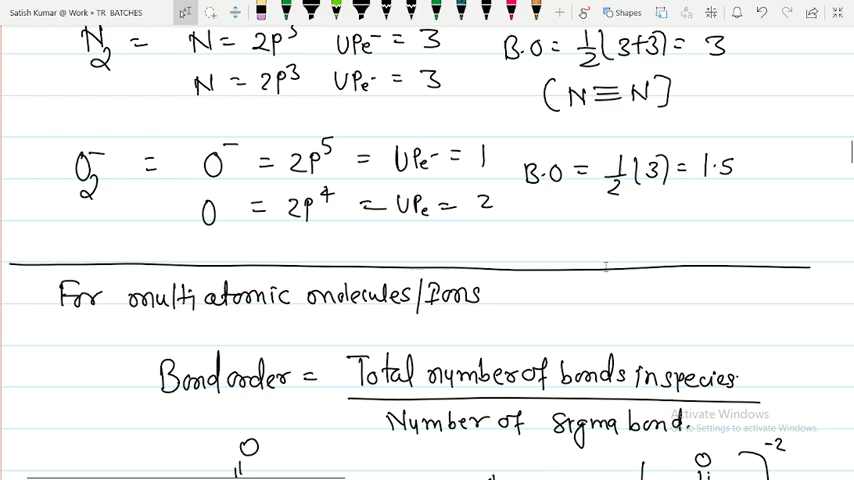 Satish Kumar @ Work » TR BATCHES
Shapes
N2 = N = 2p³ UPe⁻ = 3 B.O = 1/2 (3+3) = 3
N = 2p³ UPe⁻ = 3 (N≡N]
O2⁻ = O⁻ = 2p⁵ = UPe⁻ = 1 B.O = 1/2 (3) = 1.5
O = 2p⁴ = UPe = 2
For multiatomic molecules/Ions
Bond order = Total number of bonds in species.
Number of Sigma bond.
Activate Windows
Go to Settings to activate Windows.
O
O
-2